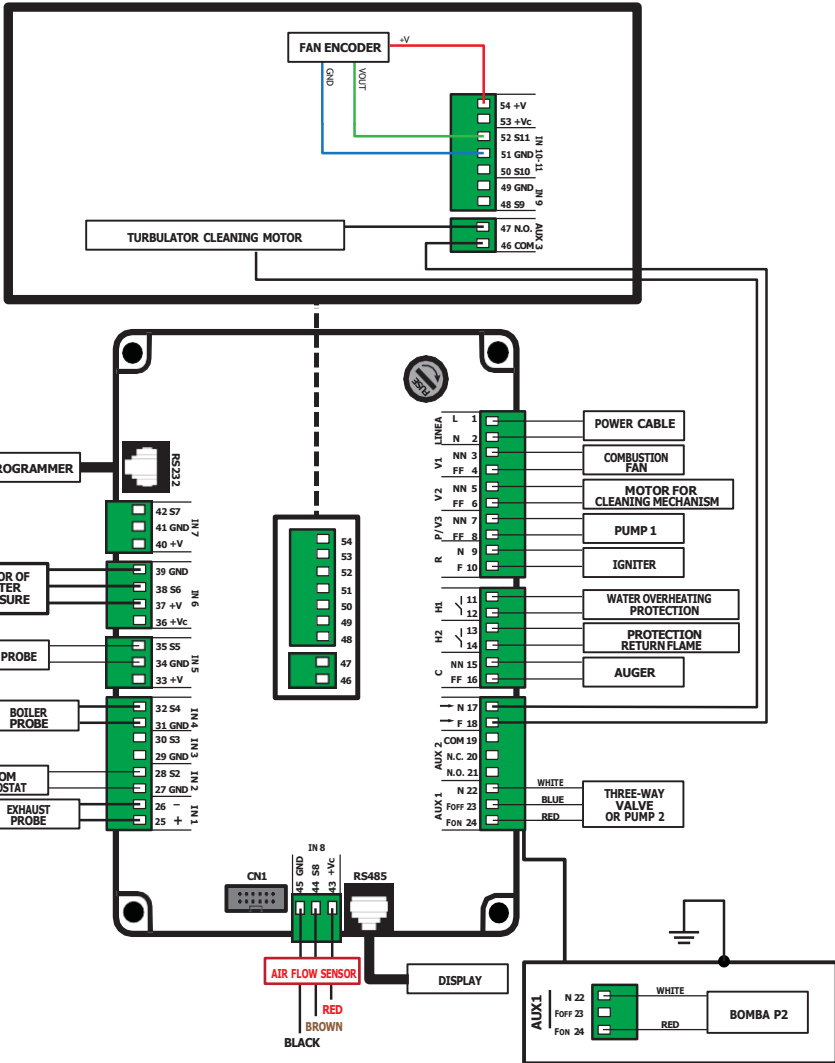 FAN ENCODER
+V
GND
VOUT
54 +V
53 +Vc
52 S11
51 GND
50 S10
49 GND
48 S9
IN 10-11
IN 9
TURBULATOR CLEANING MOTOR
47 N.O.
46 COM
AUX 3
FUSE
ROGRAMMER
RS232
42 S7
41 GND
40 +V
IN 7
39 GND
38 S6
37 +V
36 +Vc
IN 6
OR OF
TER
SURE
35 S5
34 GND
33 +V
IN 5
PROBE
32 S4
31 GND
IN 4
BOILER
PROBE
30 S3
29 GND
IN 3
28 S2
27 GND
IN 2
OM
OSTAT
26 −
25 +
IN 1
EXHAUST
PROBE
54
53
52
51
50
49
48
47
46
LINEA
L 1
N 2
POWER CABLE
V1
NN 3
FF 4
COMBUSTION
FAN
V2
NN 5
FF 6
MOTOR FOR
CLEANING MECHANISM
P/V3
NN 7
FF 8
PUMP 1
R
N 9
F 10
IGNITER
H1
11
12
WATER OVERHEATING
PROTECTION
H2
13
14
PROTECTION
RETURN FLAME
C
NN 15
FF 16
AUGER
N 17
F 18
AUX 2
COM 19
N.C. 20
N.O. 21
AUX 1
N 22
FOFF 23
FON 24
WHITE
BLUE
RED
THREE-WAY
VALVE
OR PUMP 2
CN1
IN 8
45 GND
44 S8
43 +Vc
RS485
AIR FLOW SENSOR
RED
BROWN
BLACK
DISPLAY
AUX1
N 22
FOFF 23
FON 24
WHITE
RED
BOMBA P2